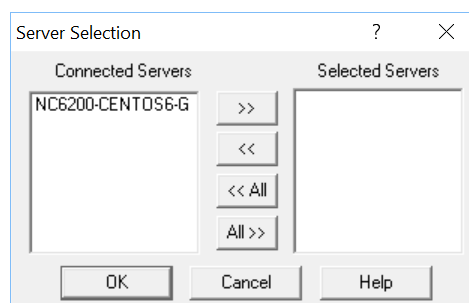 Server Selection ? ×
Connected Servers Selected Servers
NC6200-CENTOS6-G
>>
<<
<< All
All >>
OK Cancel Help